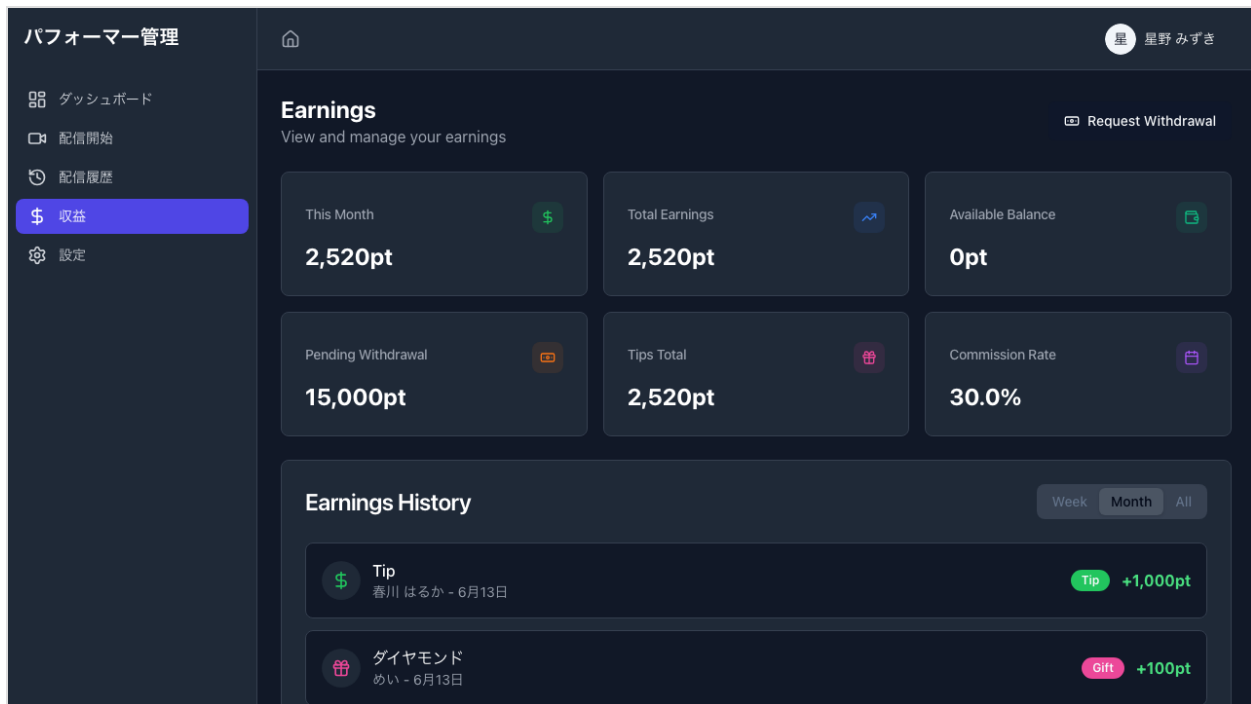 パフォーマー管理
星
星野 みずき
ダッシュボード
配信開始
配信履歴
収益
設定
Earnings
View and manage your earnings
Request Withdrawal
This Month
2,520pt
Total Earnings
2,520pt
Available Balance
0pt
Pending Withdrawal
15,000pt
Tips Total
2,520pt
Commission Rate
30.0%
Earnings History
Week
Month
All
Tip
春川 はるか - 6月13日
Tip
+1,000pt
ダイヤモンド
めい - 6月13日
Gift
+100pt